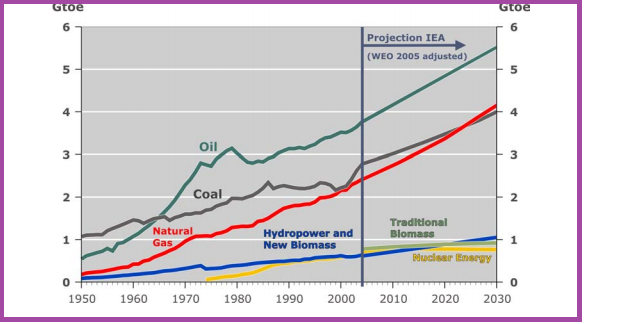 Gtoe Gtoe
6 6
Projection IEA
(WEO 2005 adjusted)
5 5
4 4
Oil
3 3
Coal
2 2
Natural
Gas
Hydropower and
New Biomass
Traditional
Biomass
1 1
Nuclear Energy
0 0
1950 1960 1970 1980 1990 2000 2010 2020 2030